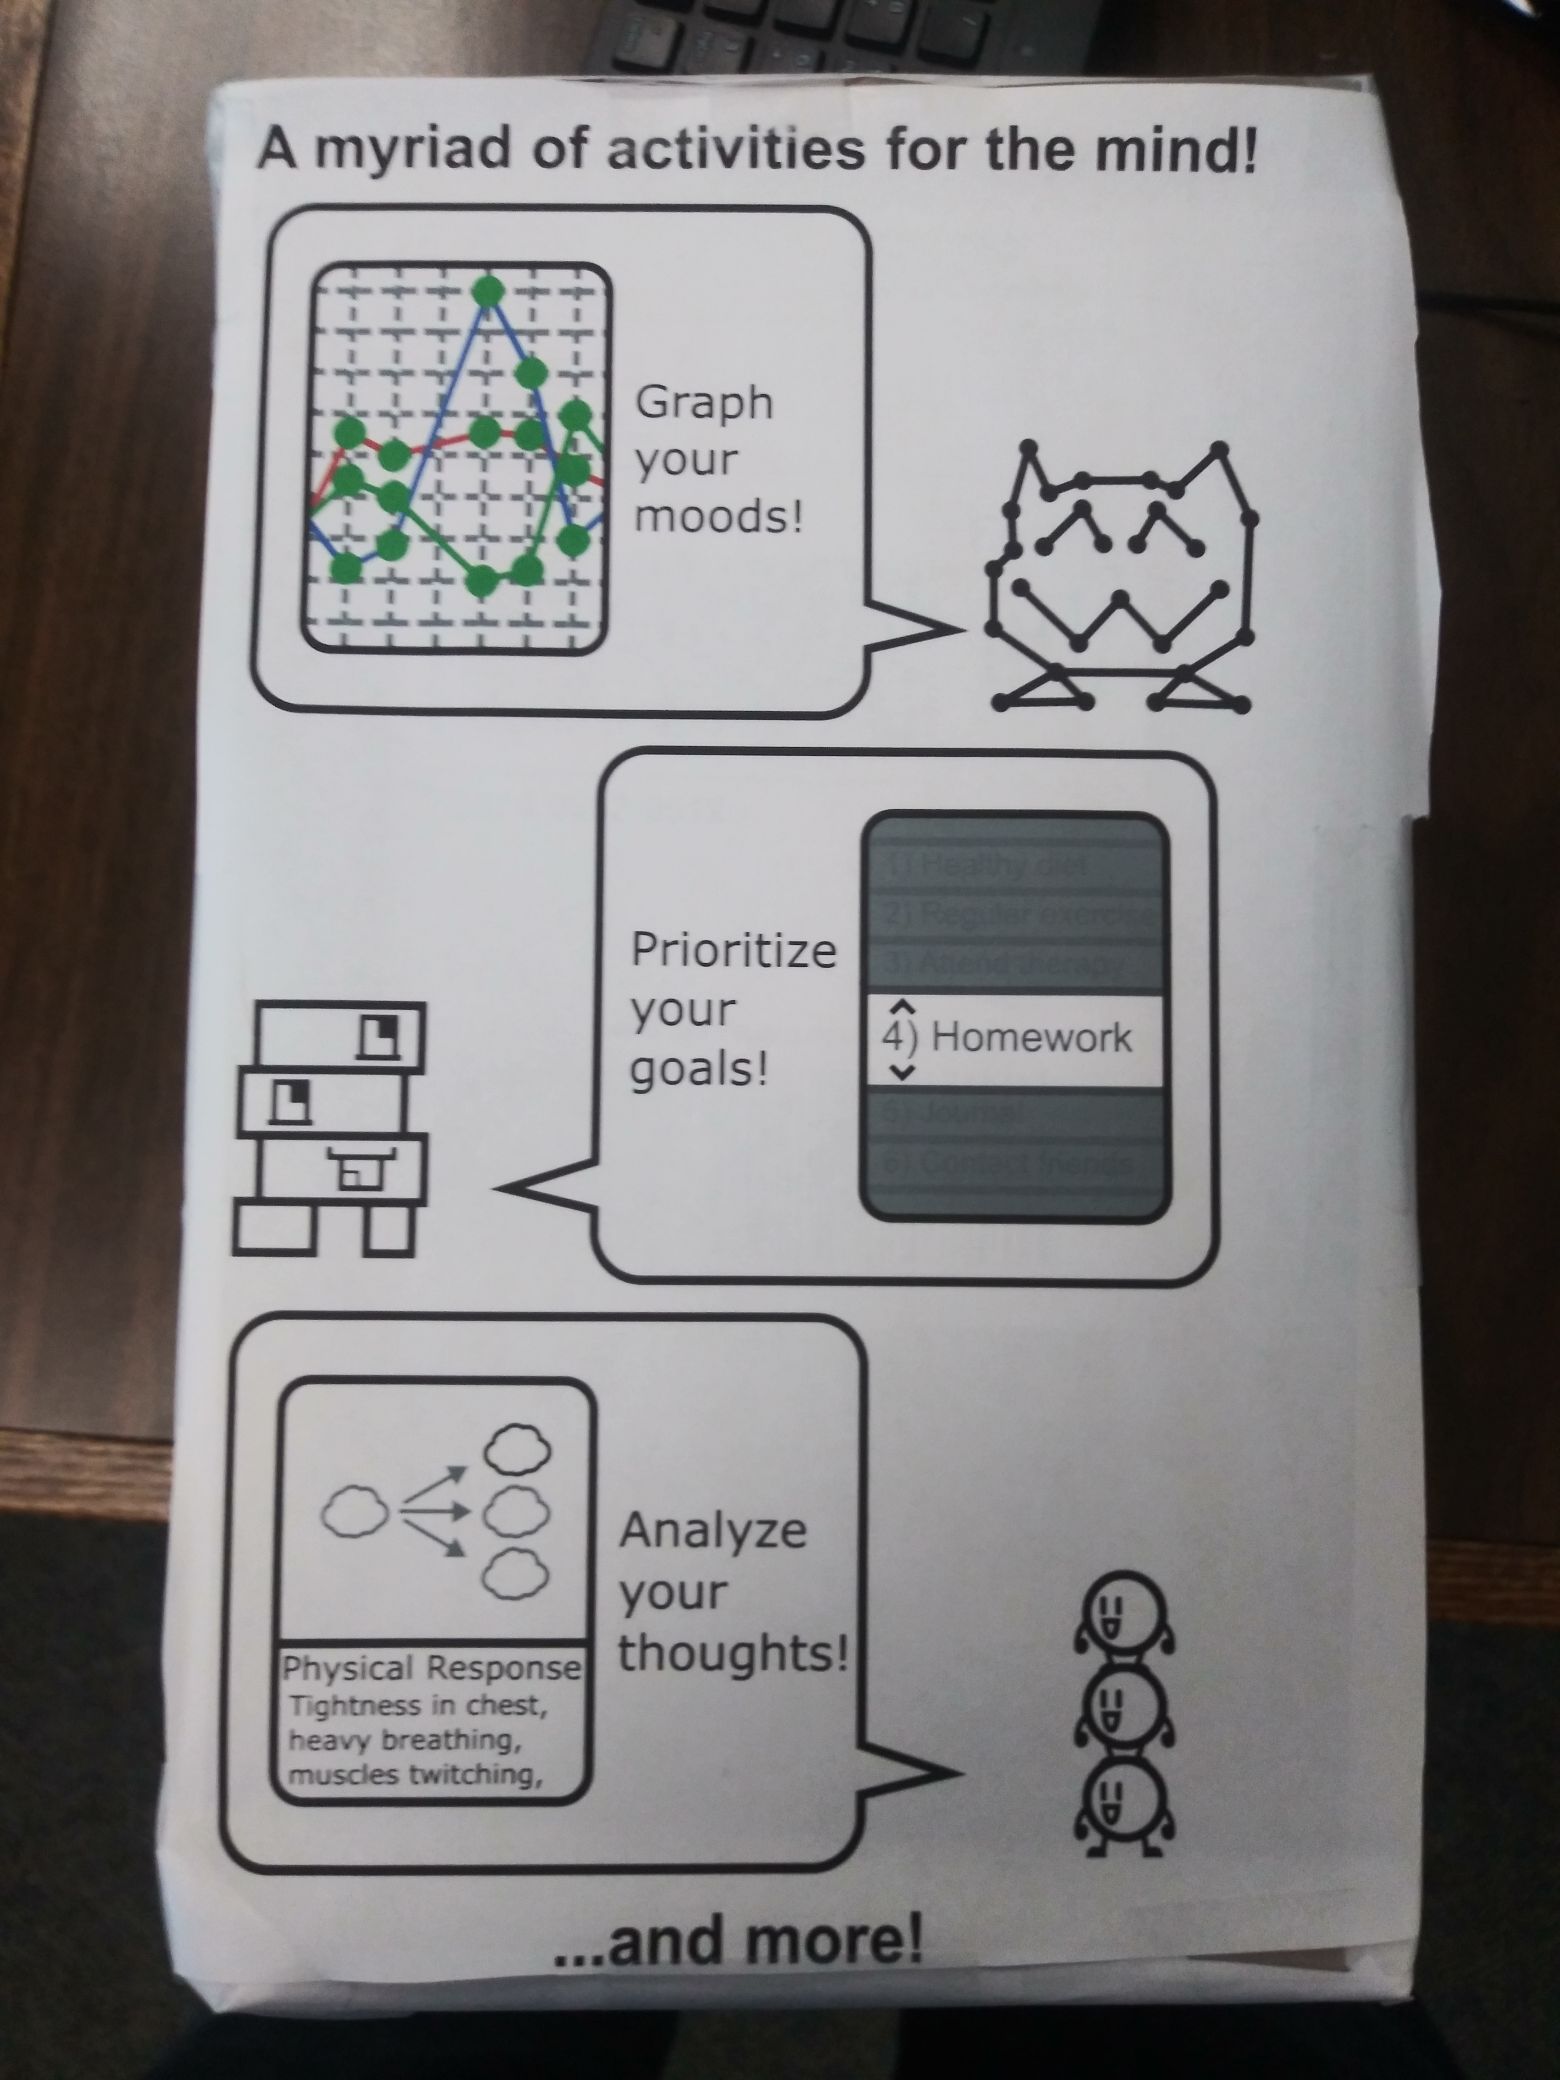 A myriad of activities for the mind!
Graph
your
moods!
Prioritize
your
goals!
1) Healthy diet
2) Regular exercise
3) Attend therapy
4) Homework
5) Journal
6) Contact friends
Analyze
your
thoughts!
Physical Response
Tightness in chest,
heavy breathing,
muscles twitching,
...and more!